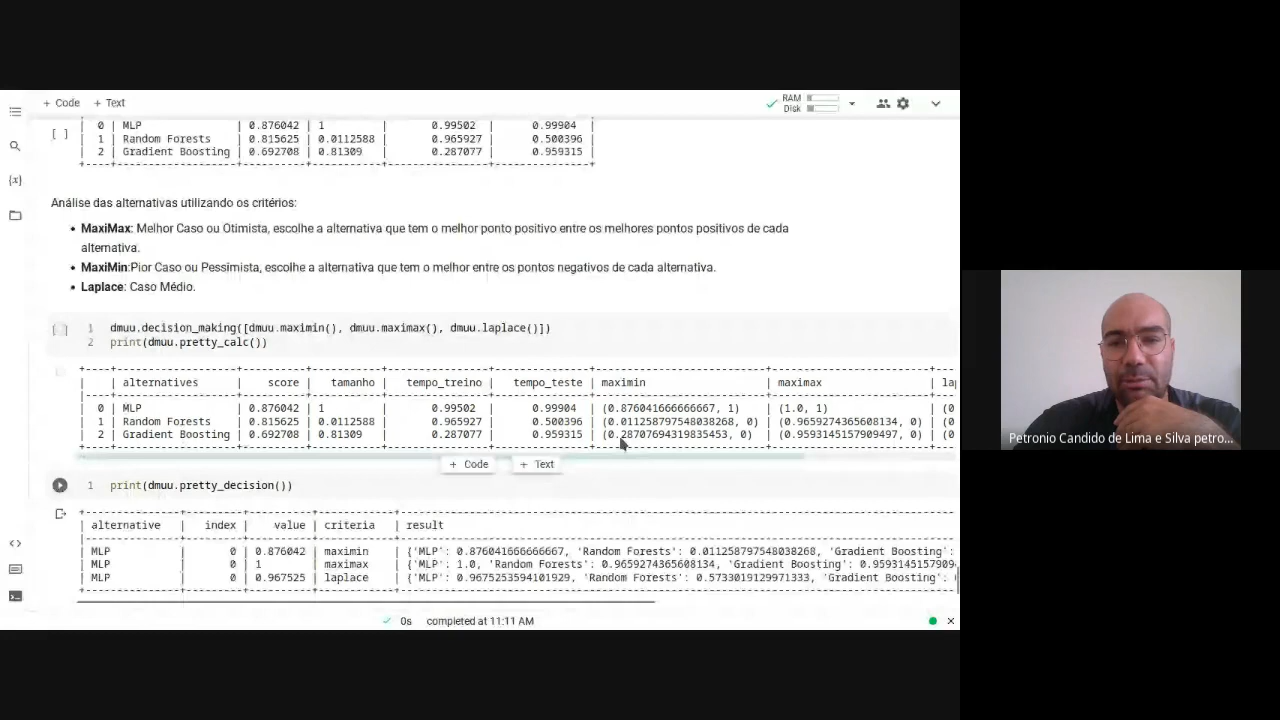 + Code + Text
RAM
Disk
[ ]
| 0 | MLP | 0.876042 | 1 | 0.99502 | 0.99904 |
| 1 | Random Forests | 0.815625 | 0.0112588 | 0.965927 | 0.500396 |
| 2 | Gradient Boosting | 0.692708 | 0.81309 | 0.287077 | 0.959315 |
Análise das alternativas utilizando os critérios:
• MaxiMax: Melhor Caso ou Otimista, escolhe a alternativa que tem o melhor ponto positivo entre os melhores pontos positivos de cada
alternativa.
• MaxiMin:Pior Caso ou Pessimista, escolhe a alternativa que tem o melhor entre os pontos negativos de cada alternativa.
• Laplace: Caso Médio.
1 dmuu.decision_making([dmuu.maximin(), dmuu.maximax(), dmuu.laplace()])
2 print(dmuu.pretty_calc())
| | alternatives | score | tamanho | tempo_treino | tempo_teste | maximin | maximax | la
| 0 | MLP | 0.876042 | 1 | 0.99502 | 0.99904 | (0.876041666666667, 1) | (1.0, 1) | (0
| 1 | Random Forests | 0.815625 | 0.0112588 | 0.965927 | 0.500396 | (0.011258797548038268, 0) | (0.9659274365608134, 0) | (0
| 2 | Gradient Boosting | 0.692708 | 0.81309 | 0.287077 | 0.959315 | (0.28707694319835453, 0) | (0.9593145157909497, 0) | (0
+ Code + Text
1 print(dmuu.pretty_decision())
| alternative | index | value | criteria | result
| MLP | 0 | 0.876042 | maximin | {'MLP': 0.876041666666667, 'Random Forests': 0.011258797548038268, 'Gradient Boosting':
| MLP | 0 | 1 | maximax | {'MLP': 1.0, 'Random Forests': 0.9659274365608134, 'Gradient Boosting': 0.9593145157909
| MLP | 0 | 0.967525 | laplace | {'MLP': 0.9675253594101929, 'Random Forests': 0.5733019129971333, 'Gradient Boosting':
0s completed at 11:11 AM
Petronio Candido de Lima e Silva petro...